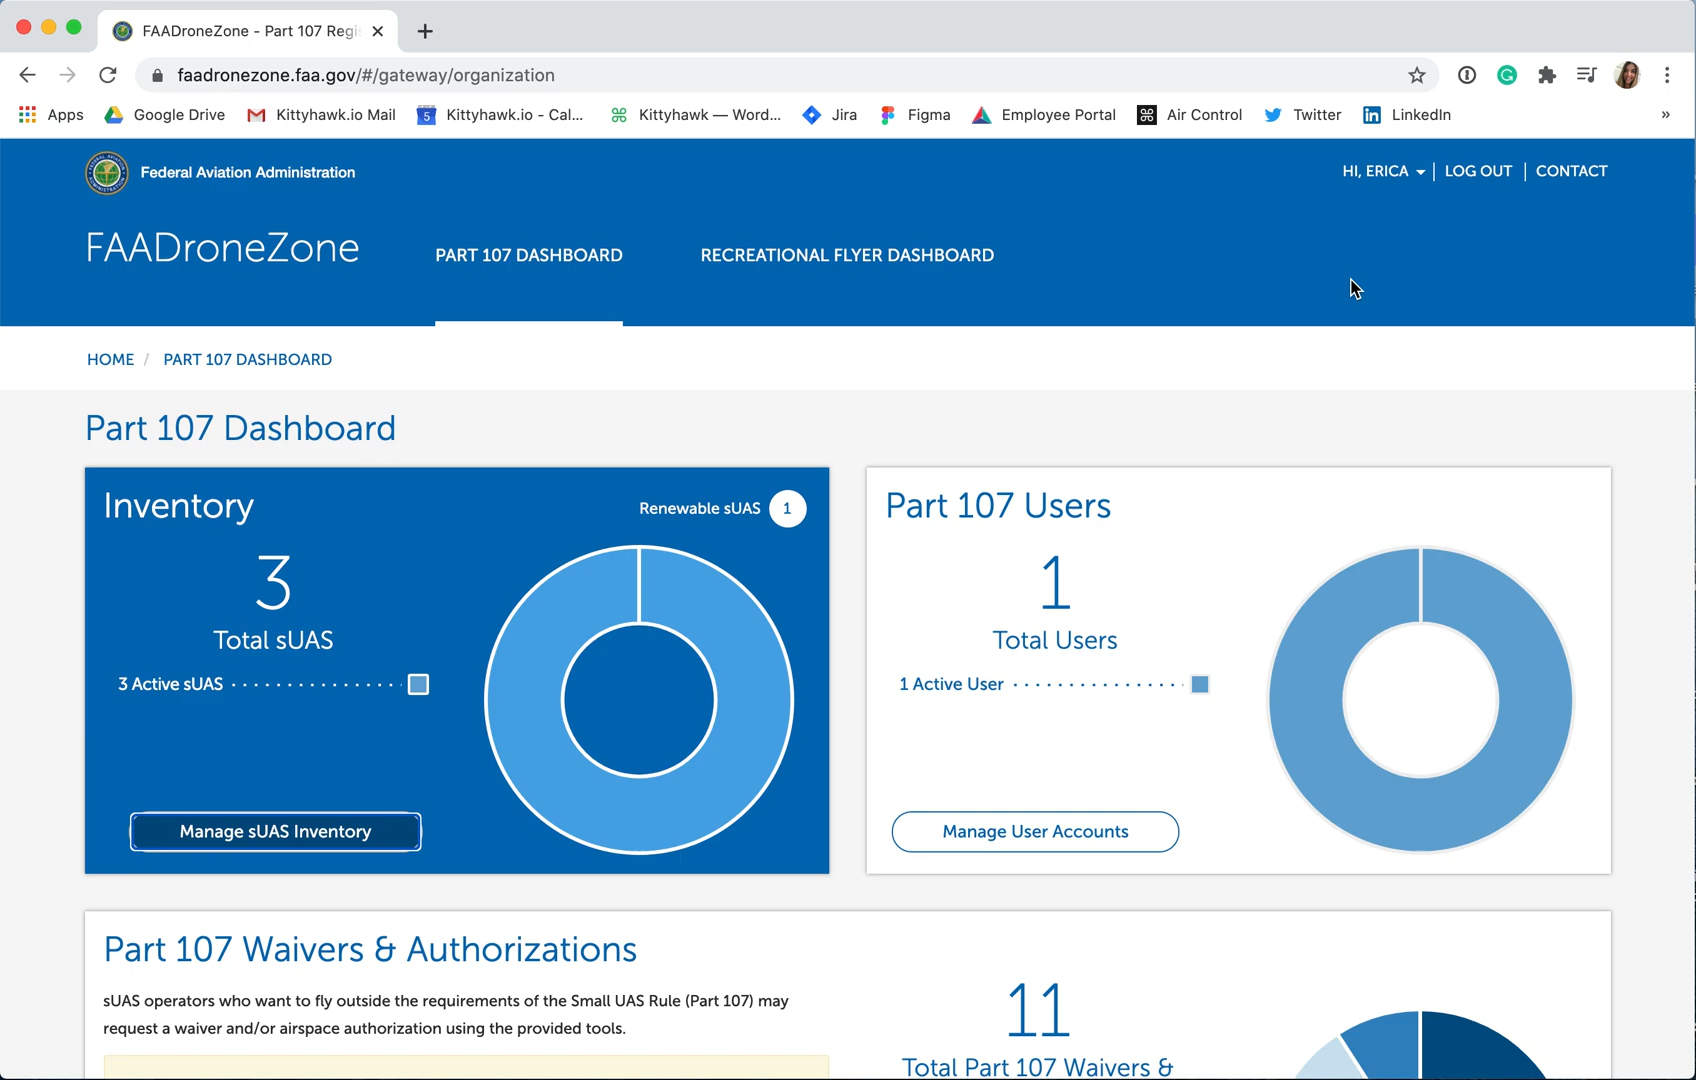 FAADroneZone - Part 107 Regi
faadronezone.faa.gov/#/gateway/organization
Apps Google Drive Kittyhawk.io Mail 5 Kittyhawk.io - Cal... Kittyhawk — Word... Jira Figma Employee Portal Air Control Twitter LinkedIn »
Federal Aviation Administration
HI, ERICA LOG OUT CONTACT
FAADroneZone PART 107 DASHBOARD RECREATIONAL FLYER DASHBOARD
HOME / PART 107 DASHBOARD
Part 107 Dashboard
Inventory
Renewable sUAS 1
3
Total sUAS
3 Active sUAS
Manage sUAS Inventory
Part 107 Users
1
Total Users
1 Active User
Manage User Accounts
Part 107 Waivers & Authorizations
sUAS operators who want to fly outside the requirements of the Small UAS Rule (Part 107) may
request a waiver and/or airspace authorization using the provided tools.
11
Total Part 107 Waivers &